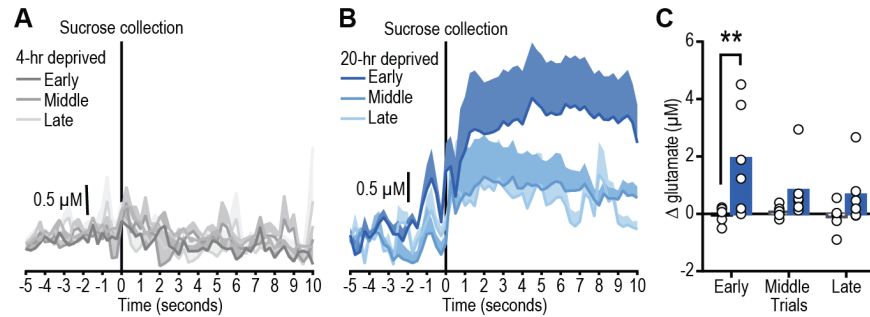 A
Sucrose collection
4-hr deprived
Early
Middle
Late
0.5 μM
-5 -4 -3 -2 -1 0 1 2 3 4 5 6 7 8 9 10
Time (seconds)
B
Sucrose collection
20-hr deprived
Early
Middle
Late
0.5 μM
-5 -4 -3 -2 -1 0 1 2 3 4 5 6 7 8 9 10
Time (seconds)
C
**
Δ glutamate (μM)
6
4
2
0
-2
Early Middle Late
Trials